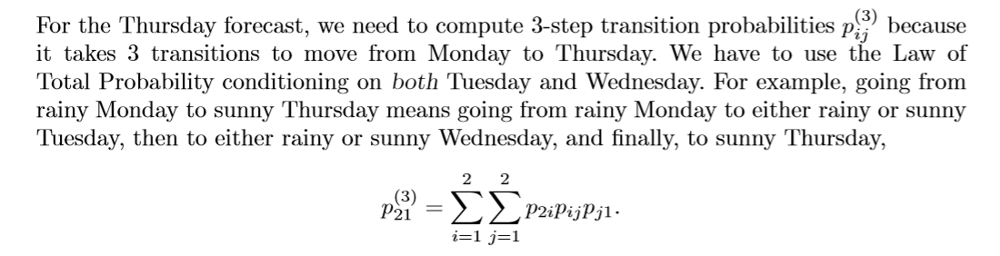 For the Thursday forecast, we need to compute 3-step transition probabilities p_{ij}^{(3)} because
it takes 3 transitions to move from Monday to Thursday. We have to use the Law of
Total Probability conditioning on both Tuesday and Wednesday. For example, going from
rainy Monday to sunny Thursday means going from rainy Monday to either rainy or sunny
Tuesday, then to either rainy or sunny Wednesday, and finally, to sunny Thursday,
p_{21}^{(3)} = \sum_{i=1}^{2} \sum_{j=1}^{2} p_{2i} p_{ij} p_{j1}.